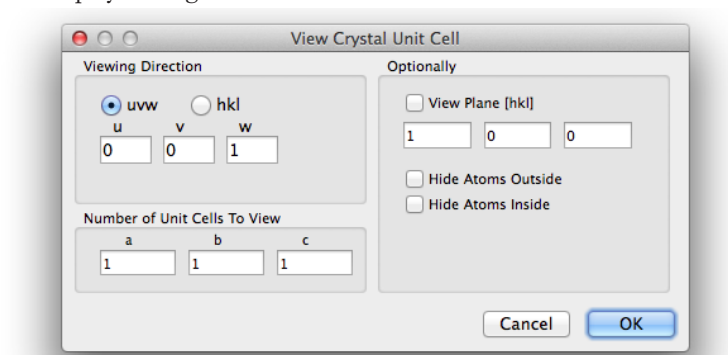 View Crystal Unit Cell
Viewing Direction
uvw hkl
u v w
0 0 1
Number of Unit Cells To View
a b c
1 1 1
Optionally
View Plane [hkl]
1 0 0
Hide Atoms Outside
Hide Atoms Inside
Cancel OK